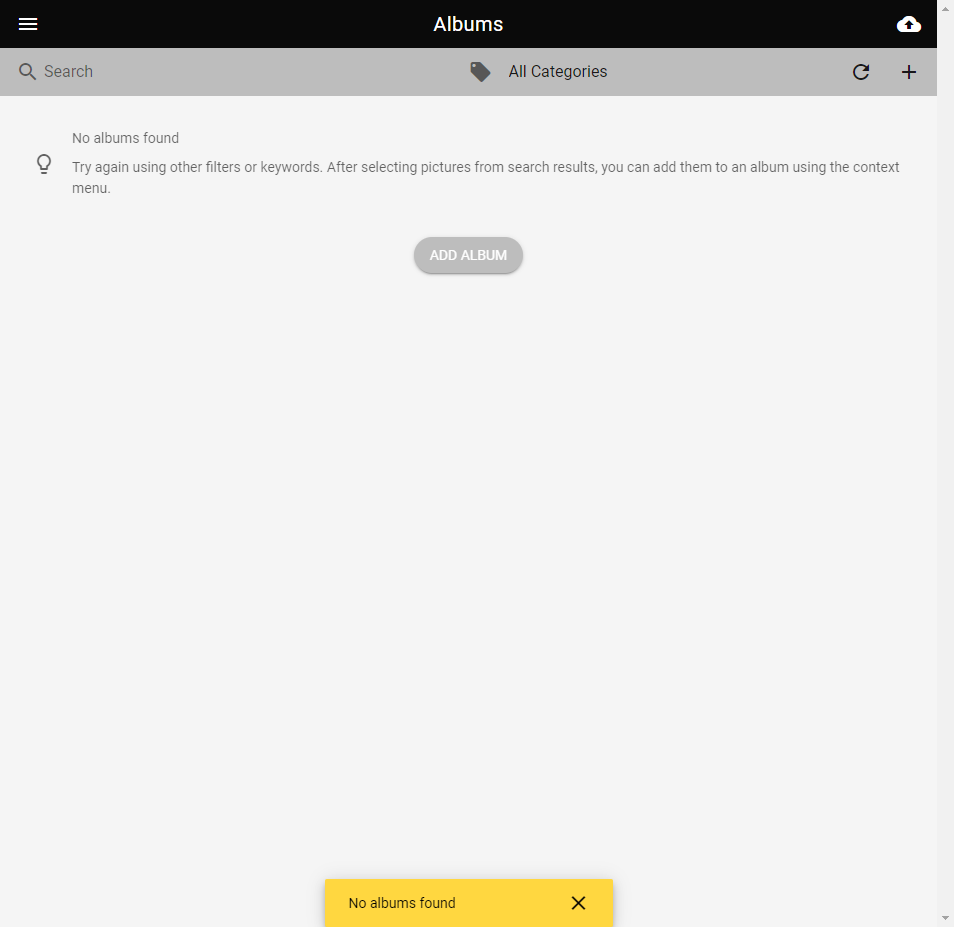 Albums
Search
All Categories
No albums found
Try again using other filters or keywords. After selecting pictures from search results, you can add them to an album using the context
menu.
ADD ALBUM
No albums found